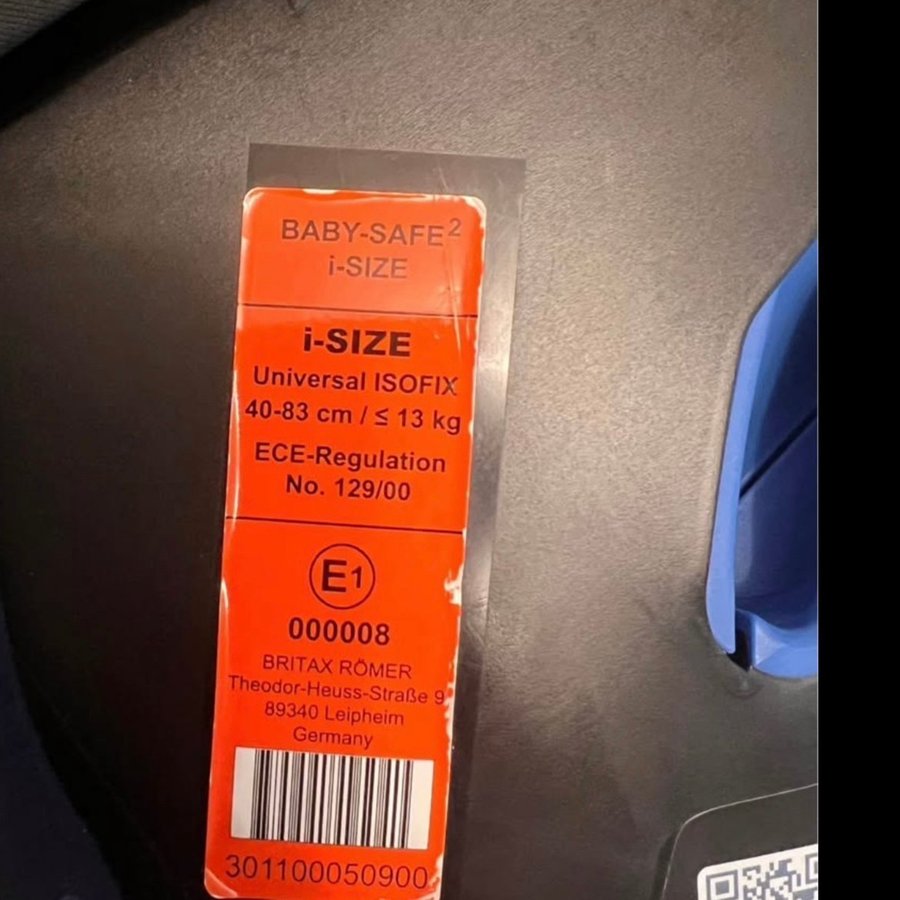 BABY-SAFE²
i-SIZE
i-SIZE
Universal ISOFIX
40-83 cm / ≤ 13 kg
ECE-Regulation
No. 129/00
E1
000008
BRITAX RÖMER
Theodor-Heuss-Straße 9
89340 Leipheim
Germany
301100050900